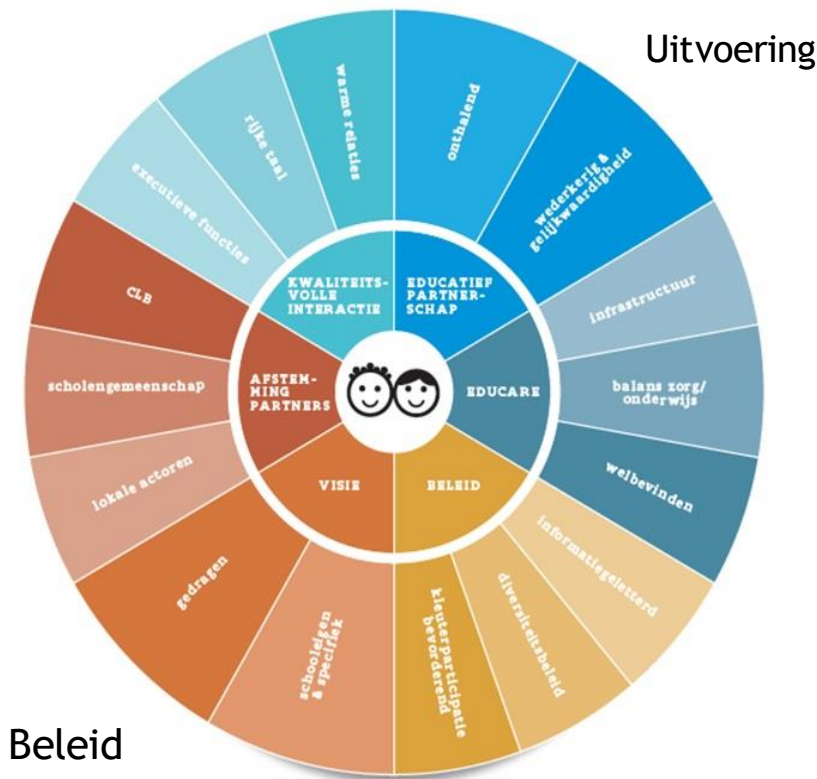 Uitvoering
warme relaties
rijke taal
executieve functies
onthalend
wederkerig &
gelijkwaardigheid
infrastructuur
balans zorg/
onderwijs
welbevinden
informatiegeletterd
diversiteitsbeleid
kleuterparticipatie
bevorderend
schooleigen
& specifiek
gedragen
lokale actoren
scholengemeenschap
CLB
KWALITEITS-
VOLLE
INTERACTIE
EDUCATIEF
PARTNER-
SCHAP
EDUCARE
BELEID
VISIE
AFSTEM-
MING
PARTNERS
Beleid